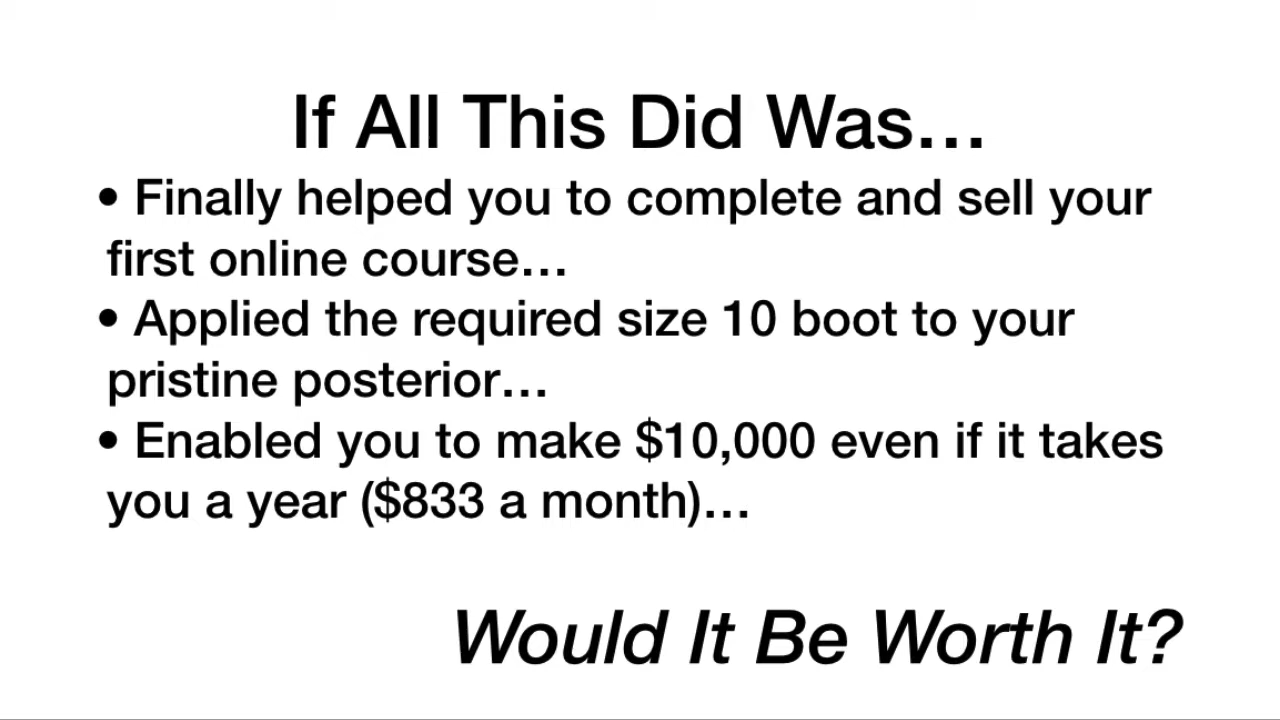 If All This Did Was…
• Finally helped you to complete and sell your
first online course…
• Applied the required size 10 boot to your
pristine posterior…
• Enabled you to make $10,000 even if it takes
you a year ($833 a month)…
Would It Be Worth It?